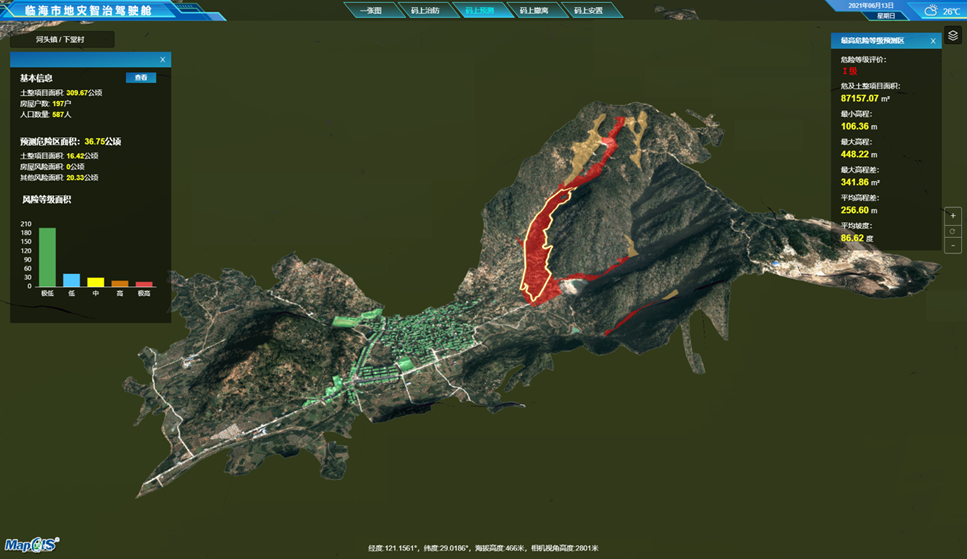 临海市地灾智治驾驶舱
一张图
码上治防
码上预测
码上撤离
码上安置
2021年06月13日
星期日
26℃
河头镇 / 下堂村
X
基本信息
查看
土整项目面积: 309.67公顷
房屋户数: 197户
人口数量: 587人
预测危险区面积: 36.75公顷
土整项目面积: 16.42公顷
房屋风险面积: 0公顷
其他风险面积: 20.33公顷
风险等级面积
210
180
150
120
90
60
30
0
极低
低
中
高
极高
最高危险等级预测区 X
危险等级评价:
I 级
危及土整项目面积:
87157.07 m²
最小高程:
106.36 m
最大高程:
448.22 m
最大高程差:
341.86 m²
平均高程差:
256.60 m
平均坡度:
86.62 度
+
-
MapGIS
经度:121.1561°, 纬度:29.0186°, 海拔高度:466米, 相机视角高度:2801米